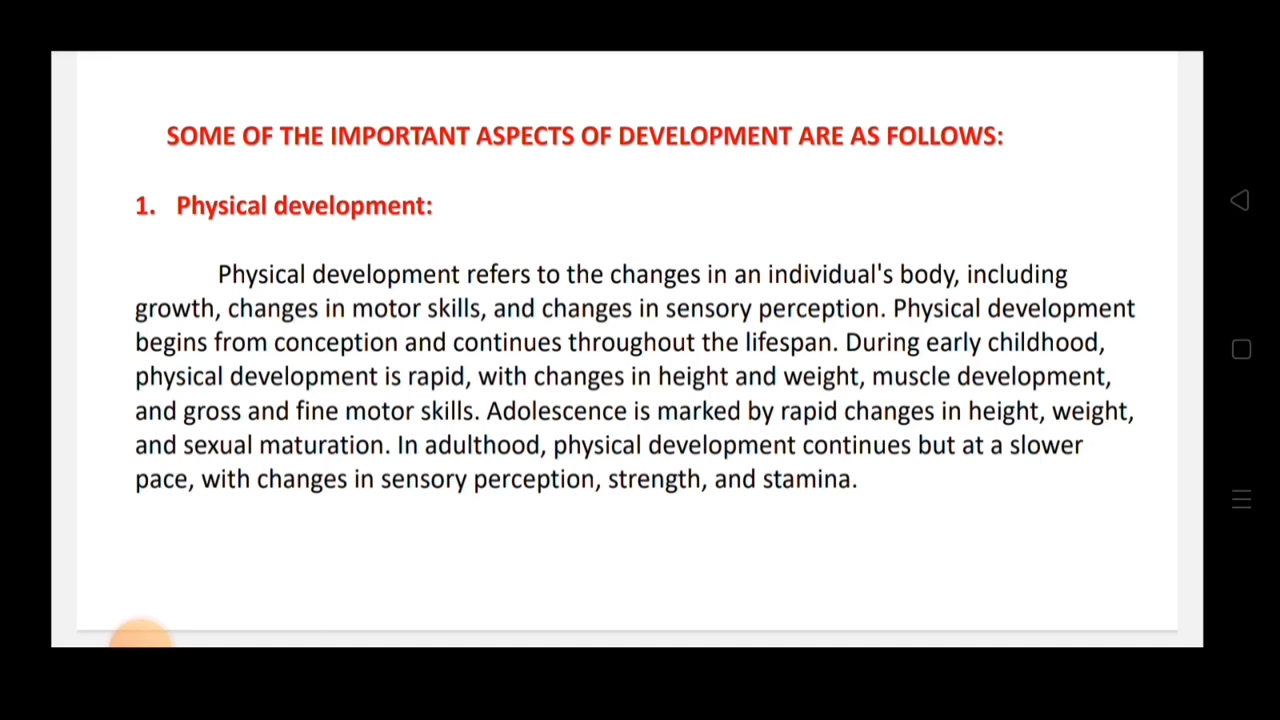 SOME OF THE IMPORTANT ASPECTS OF DEVELOPMENT ARE AS FOLLOWS:
1. Physical development:
Physical development refers to the changes in an individual's body, including
growth, changes in motor skills, and changes in sensory perception. Physical development
begins from conception and continues throughout the lifespan. During early childhood,
physical development is rapid, with changes in height and weight, muscle development,
and gross and fine motor skills. Adolescence is marked by rapid changes in height, weight,
and sexual maturation. In adulthood, physical development continues but at a slower
pace, with changes in sensory perception, strength, and stamina.